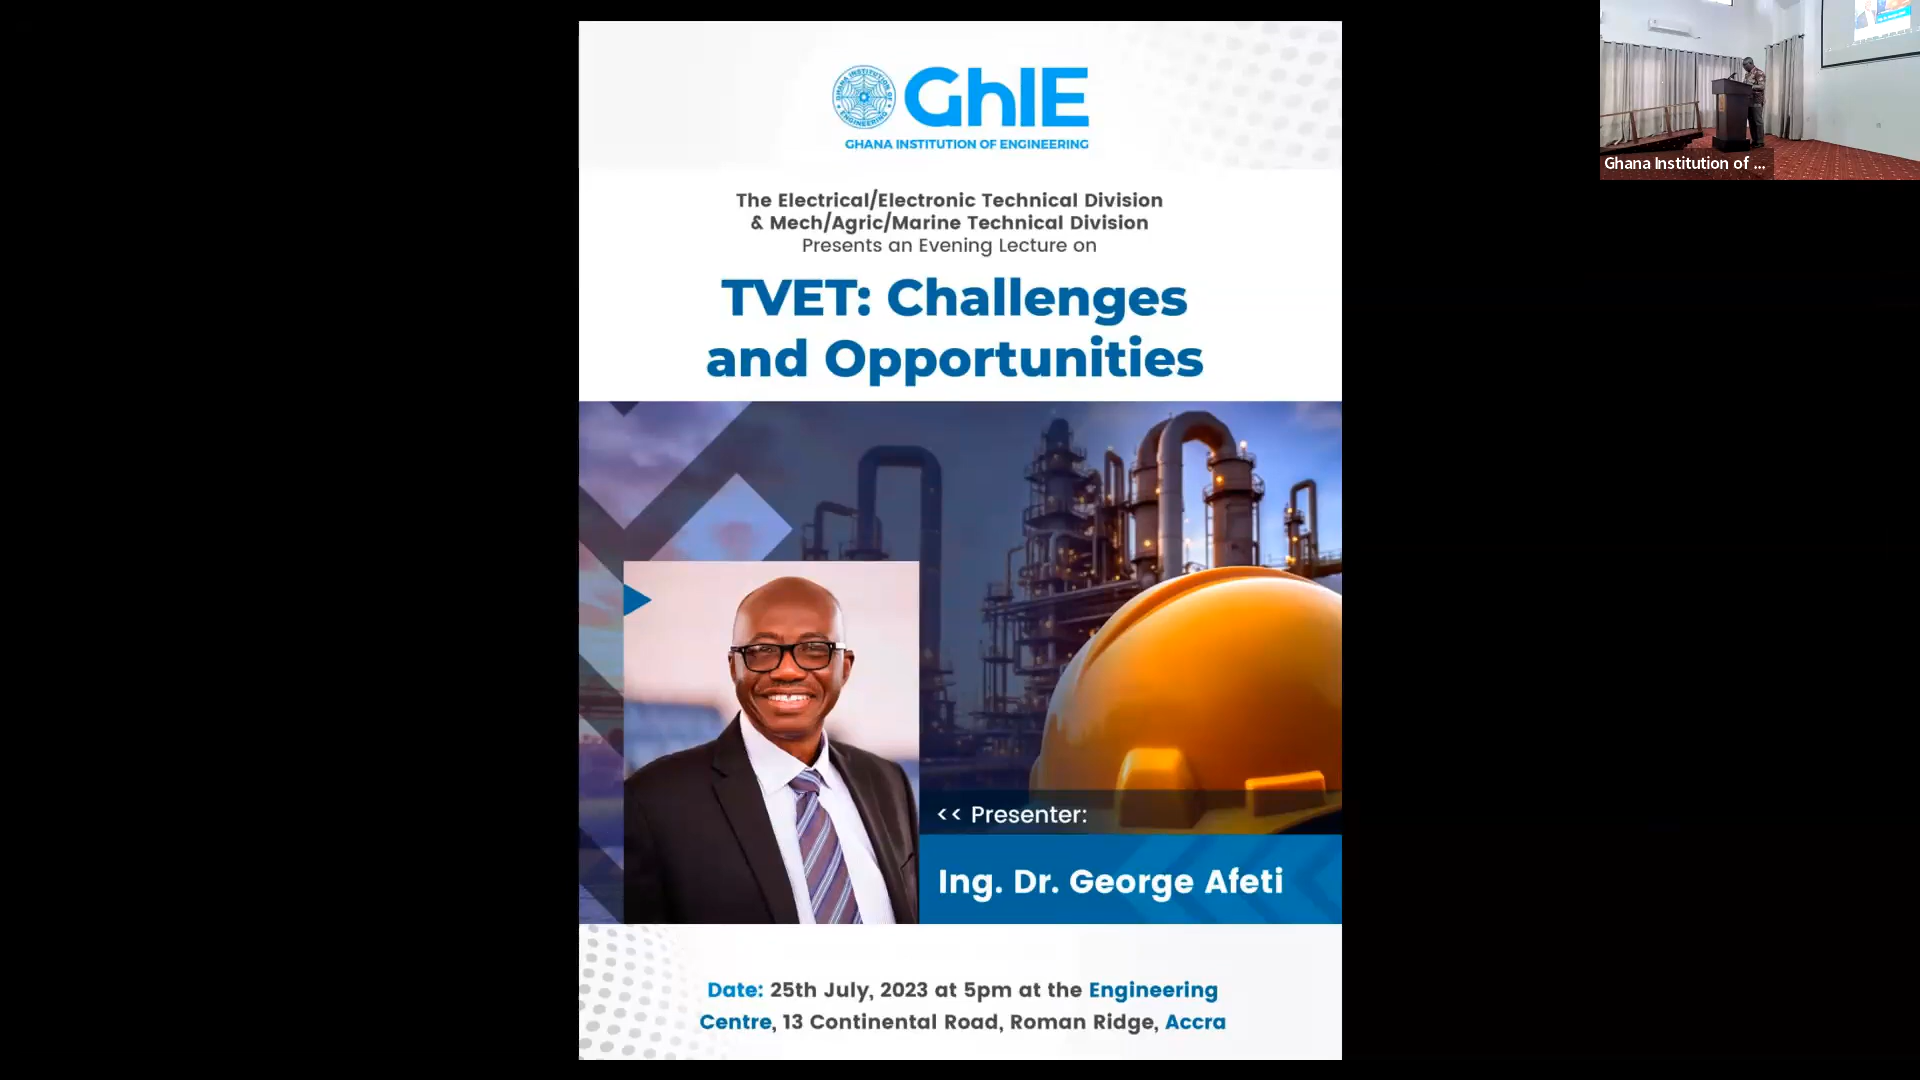 GhIE
GHANA INSTITUTION OF ENGINEERING
The Electrical/Electronic Technical Division
& Mech/Agric/Marine Technical Division
Presents an Evening Lecture on
TVET: Challenges
and Opportunities
<< Presenter:
Ing. Dr. George Afeti
Date: 25th July, 2023 at 5pm at the Engineering
Centre, 13 Continental Road, Roman Ridge, Accra
Ghana Institution of ...